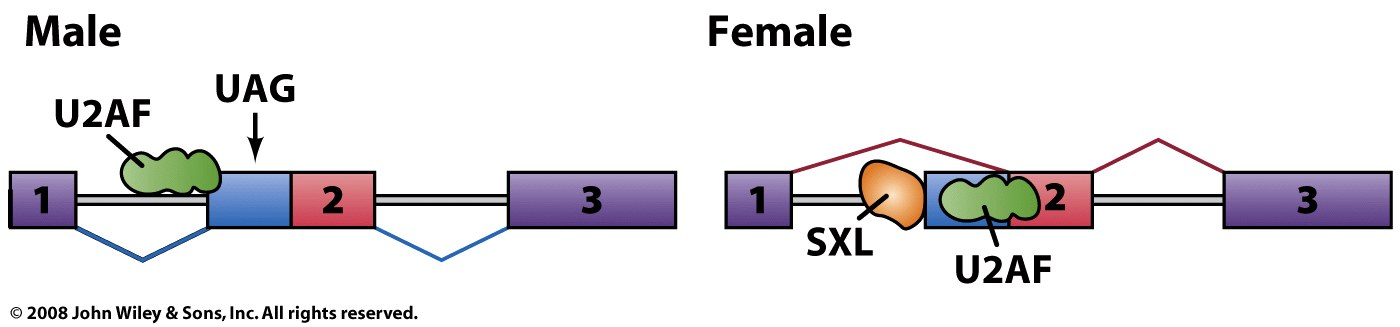 Male
UAG
U2AF
1
2
3
Female
1
2
3
SXL
U2AF
© 2008 John Wiley & Sons, Inc. All rights reserved.